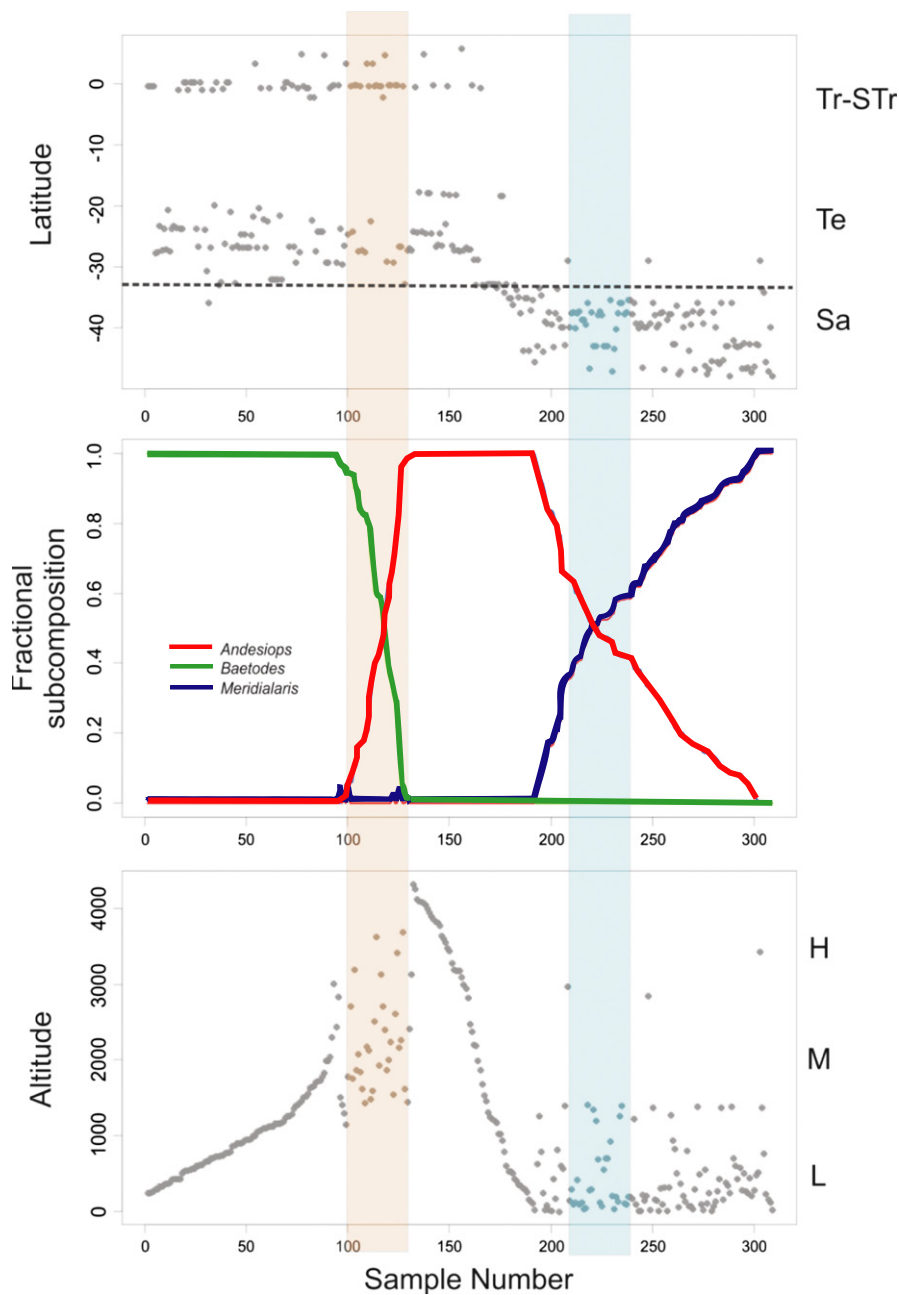 Latitude
0
-10
-20
-30
-40
Tr-STr
Te
Sa
0 50 100 150 200 250 300
Fractional
subcomposition
1.0
0.8
0.6
0.4
0.2
0.0
Andesiops
Baetodes
Meridialaris
0 50 100 150 200 250 300
Altitude
4000
3000
2000
1000
0
H
M
L
0 50 100 150 200 250 300
Sample Number